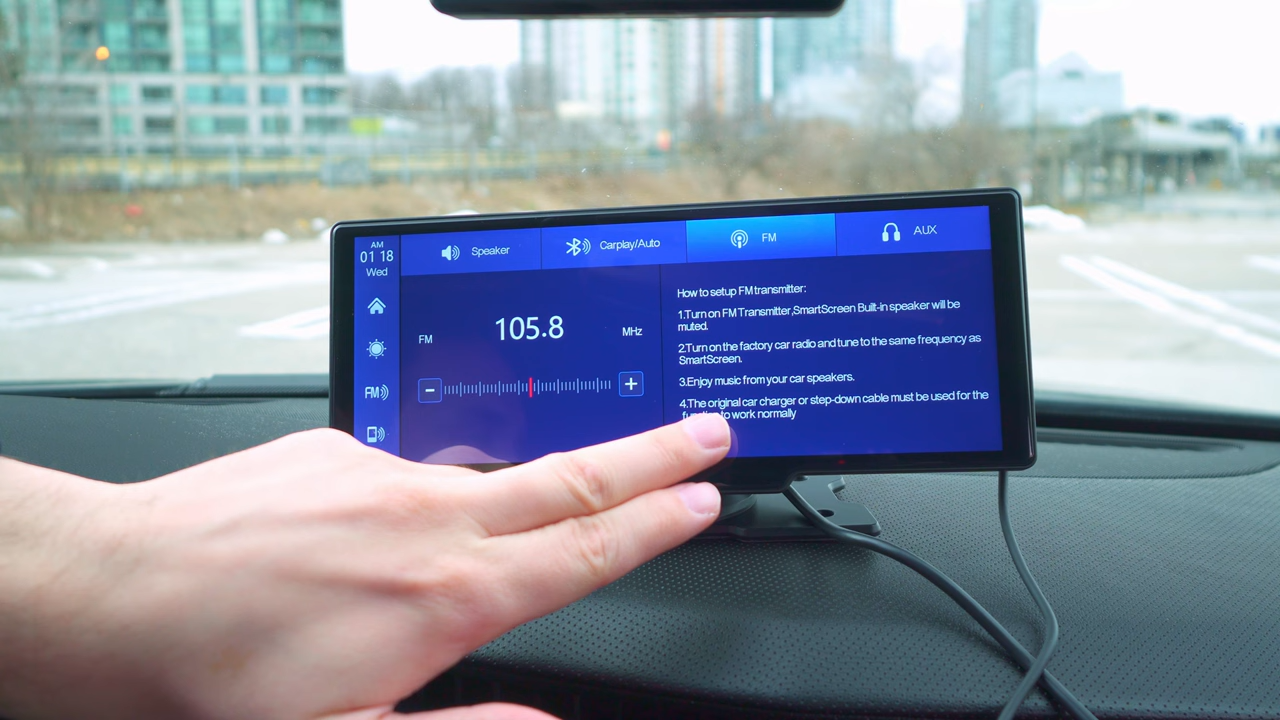 AM
01 18
Wed
Speaker
Carplay/Auto
FM
AUX
FM
105.8
MHz
-
+
FM
How to setup FM transmitter:
1.Turn on FM Transmitter,SmartScreen Built-in speaker will be
muted.
2.Turn on the factory car radio and tune to the same frequency as
SmartScreen.
3.Enjoy music from your car speakers.
4.The original car charger or step-down cable must be used for the
to work normally